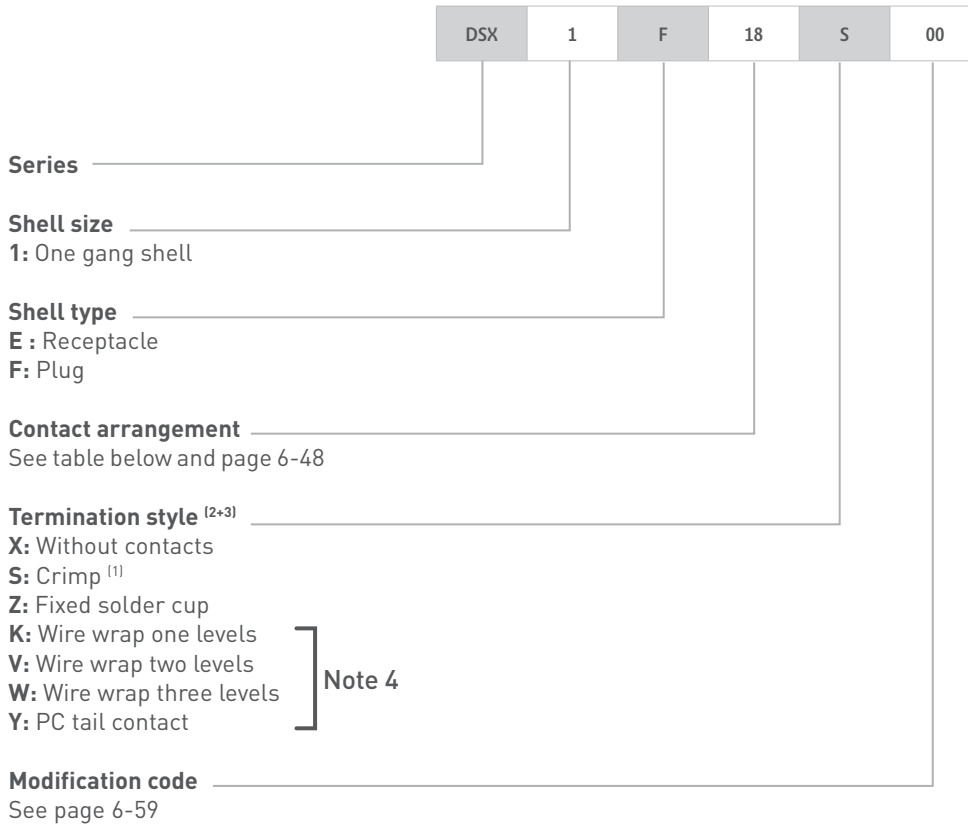 DSX 1 F 18 S 00
Series
Shell size
1: One gang shell
Shell type
E : Receptacle
F: Plug
Contact arrangement
See table below and page 6-48
Termination style (2+3)
X: Without contacts
S: Crimp (1)
Z: Fixed solder cup
K: Wire wrap one levels
V: Wire wrap two levels
W: Wire wrap three levels
Y: PC tail contact
Note 4
Modification code
See page 6-59